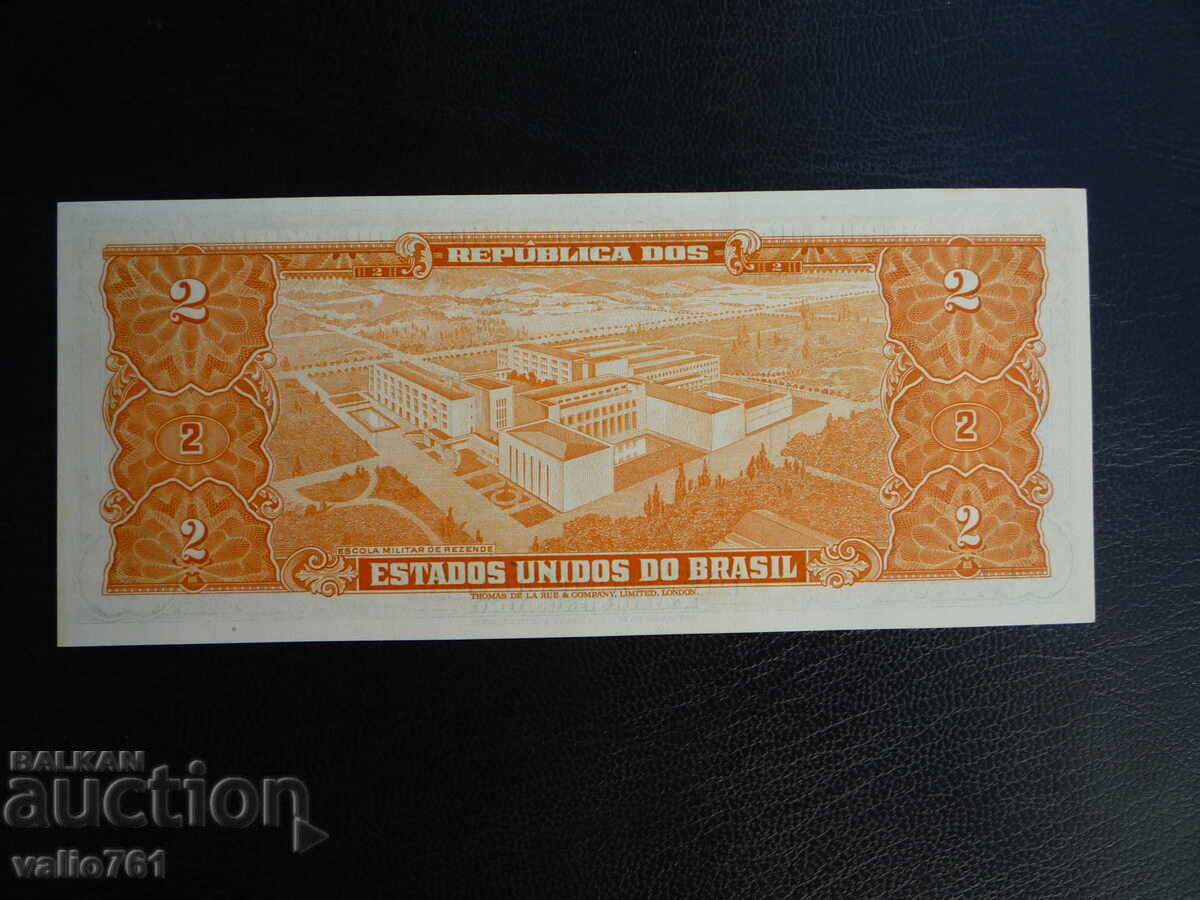 REPÚBLICA DOS
2 2
2 2
2 2
2 2
ESCOLA MILITAR DE REZENDE
ESTADOS UNIDOS DO BRASIL
THOMAS DE LA RUE & COMPANY, LIMITED, LONDON.
BALKAN
auction
valio761